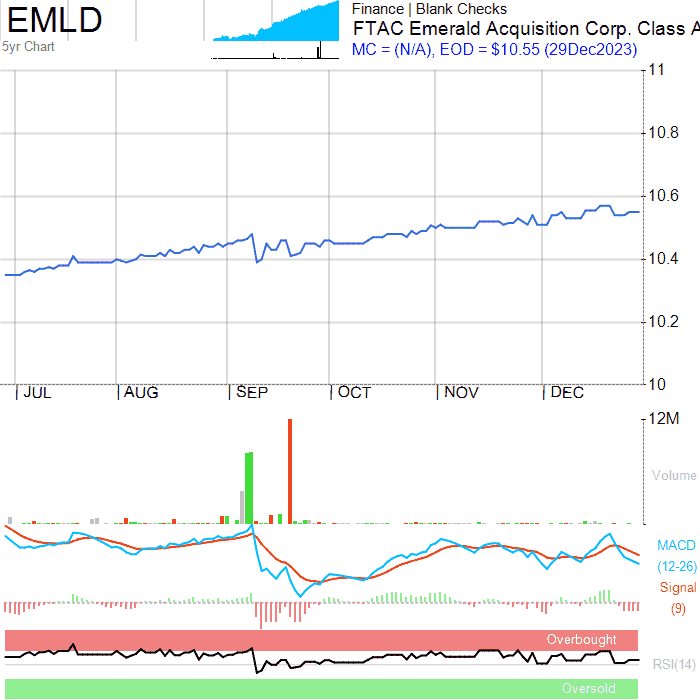 EMLD
5yr Chart
Finance | Blank Checks
FTAC Emerald Acquisition Corp. Class A
MC = (N/A), EOD = $10.55 (29Dec2023)
11
10.8
10.6
10.4
10.2
10
JUL AUG SEP OCT NOV DEC
12M
Volume
MACD
(12-26)
Signal
(9)
Overbought
RSI(14)
Oversold